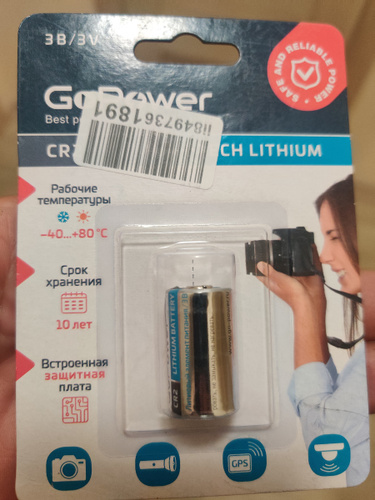 3В/3V
GoPower
SAFE AND RELIABLE POWER
Best p
ii8497361891
CR2
CH LITHIUM
Рабочие
температуры
−40...+80 °C
Срок
хранения
10 лет
Встроенная
защитная
плата
CR2 LITHIUM BATTERY
GPS